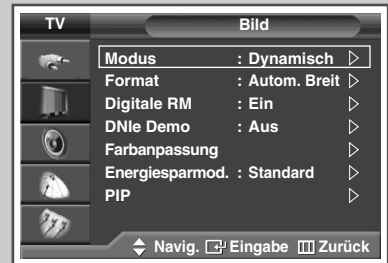 TV Bild
Modus : Dynamisch
Format : Autom. Breit
Digitale RM : Ein
DNIe Demo : Aus
Farbanpassung
Energiesparmod. : Standard
PIP
Navig. Eingabe Zurück